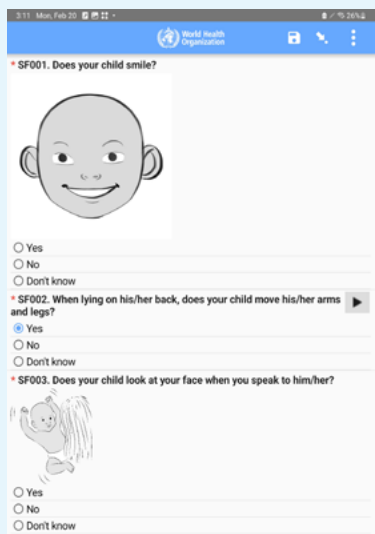 3:11 Mon, Feb 20
26%
World Health
Organization
* SF001. Does your child smile?
Yes
No
Don't know
* SF002. When lying on his/her back, does your child move his/her arms
and legs?
Yes
No
Don't know
* SF003. Does your child look at your face when you speak to him/her?
Yes
No
Don't know